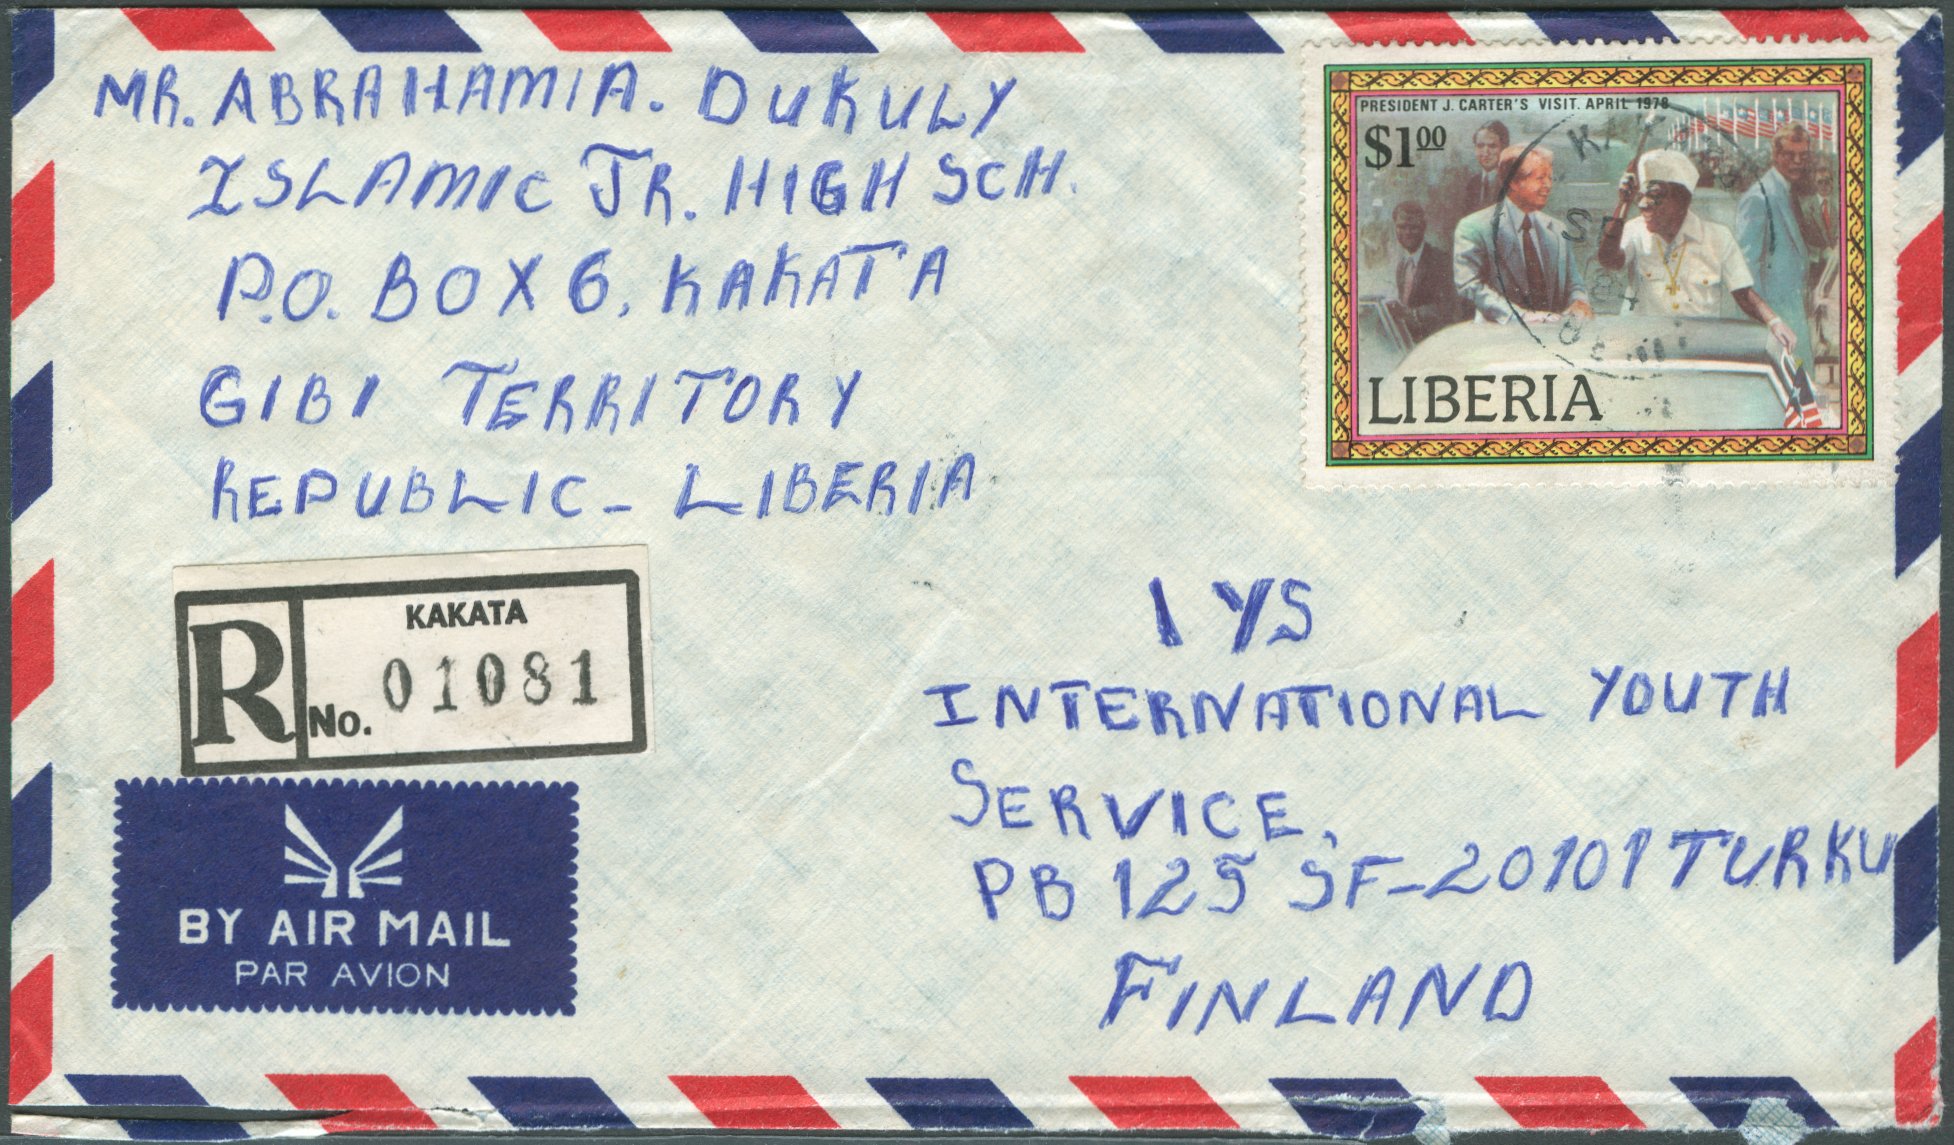 MR. ABRAHAMIA. DUKULY
ISLAMIC JR. HIGH SCH.
P.O. BOX 6, KAKATA
GIBI TERRITORY
REPUBLIC - LIBERIA
PRESIDENT J. CARTER'S VISIT. APRIL 1978
$1.00
LIBERIA
R
KAKATA
No. 01081
BY AIR MAIL
PAR AVION
IYS
INTERNATIONAL YOUTH
SERVICE,
PB 125 SF-20101 TURKU
FINLAND